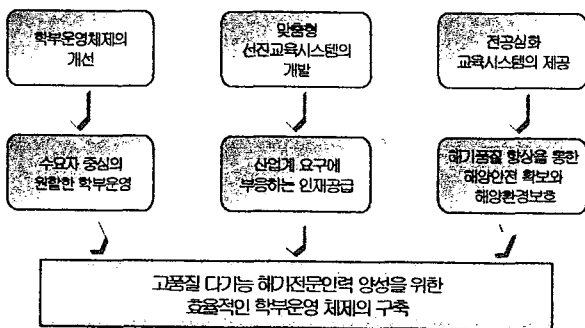 학부운영체제의
개선
맞춤형
선진교육시스템의
개발
전공심화
교육시스템의 제공
수요자 중심의
원활한 학부운영
산업계 요구에
부응하는 인재공급
해기품질 향상을 통한
해양안전 확보와
해양환경보호
고품질 다기능 해기전문인력 양성을 위한
효율적인 학부운영 체제의 구축